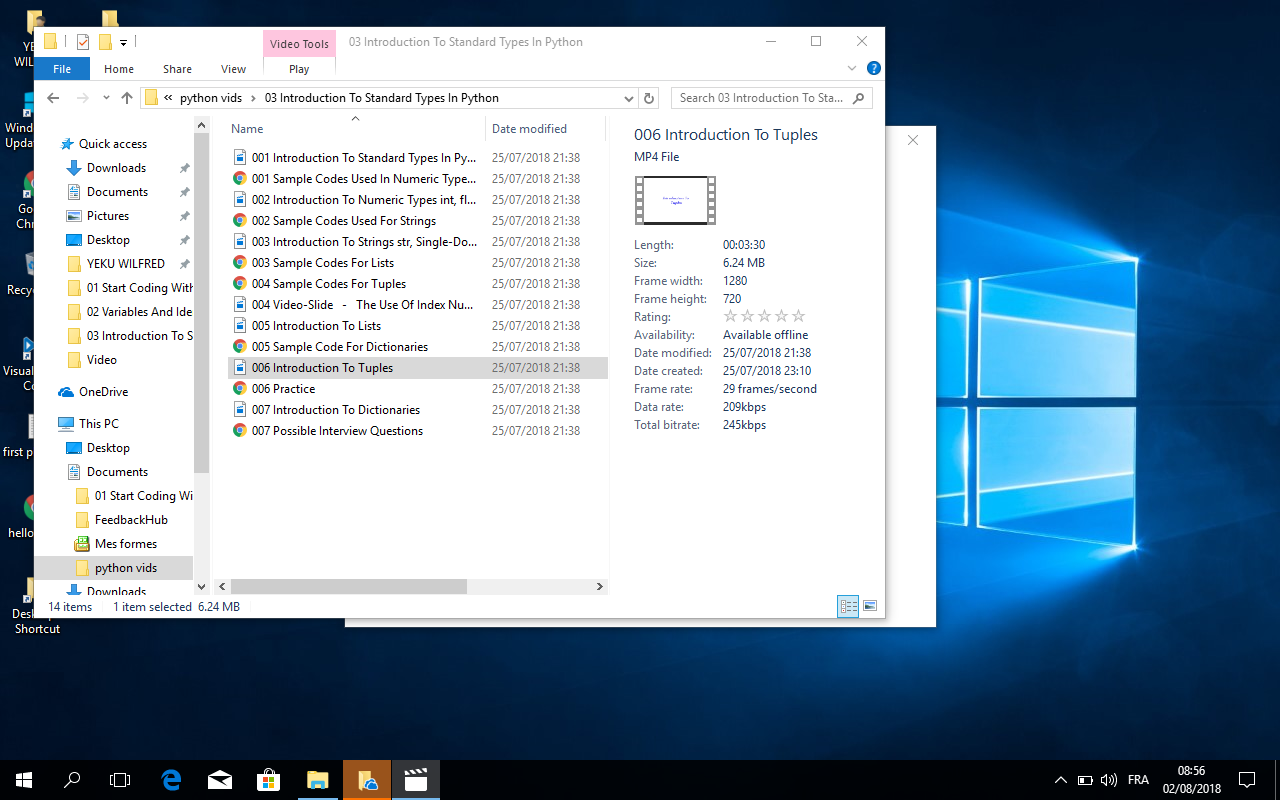 YE
WIL
Video Tools
03 Introduction To Standard Types In Python
File
Home
Share
View
Play
python vids
03 Introduction To Standard Types In Python
Search 03 Introduction To Sta...
Wind
Updat
Go
Chr
Recy
Visual
Co
first p
hello
Desk
Shortcut
Quick access
Downloads
Documents
Pictures
Desktop
YEKU WILFRED
01 Start Coding With
02 Variables And Ide
03 Introduction To S
Video
OneDrive
This PC
Desktop
Documents
01 Start Coding Wi
FeedbackHub
Mes formes
python vids
Downloads
Name
Date modified
001 Introduction To Standard Types In Py... 25/07/2018 21:38
001 Sample Codes Used In Numeric Type... 25/07/2018 21:38
002 Introduction To Numeric Types int, fl... 25/07/2018 21:38
002 Sample Codes Used For Strings 25/07/2018 21:38
003 Introduction To Strings str, Single-Do... 25/07/2018 21:38
003 Sample Codes For Lists 25/07/2018 21:38
004 Sample Codes For Tuples 25/07/2018 21:38
004 Video-Slide - The Use Of Index Nu... 25/07/2018 21:38
005 Introduction To Lists 25/07/2018 21:38
005 Sample Code For Dictionaries 25/07/2018 21:38
006 Introduction To Tuples 25/07/2018 21:38
006 Practice 25/07/2018 21:38
007 Introduction To Dictionaries 25/07/2018 21:38
007 Possible Interview Questions 25/07/2018 21:38
006 Introduction To Tuples
MP4 File
Introduction to
Tuples
Length: 00:03:30
Size: 6.24 MB
Frame width: 1280
Frame height: 720
Rating:
Availability: Available offline
Date modified: 25/07/2018 21:38
Date created: 25/07/2018 23:10
Frame rate: 29 frames/second
Data rate: 209kbps
Total bitrate: 245kbps
14 items 1 item selected 6.24 MB
FRA
08:56
02/08/2018